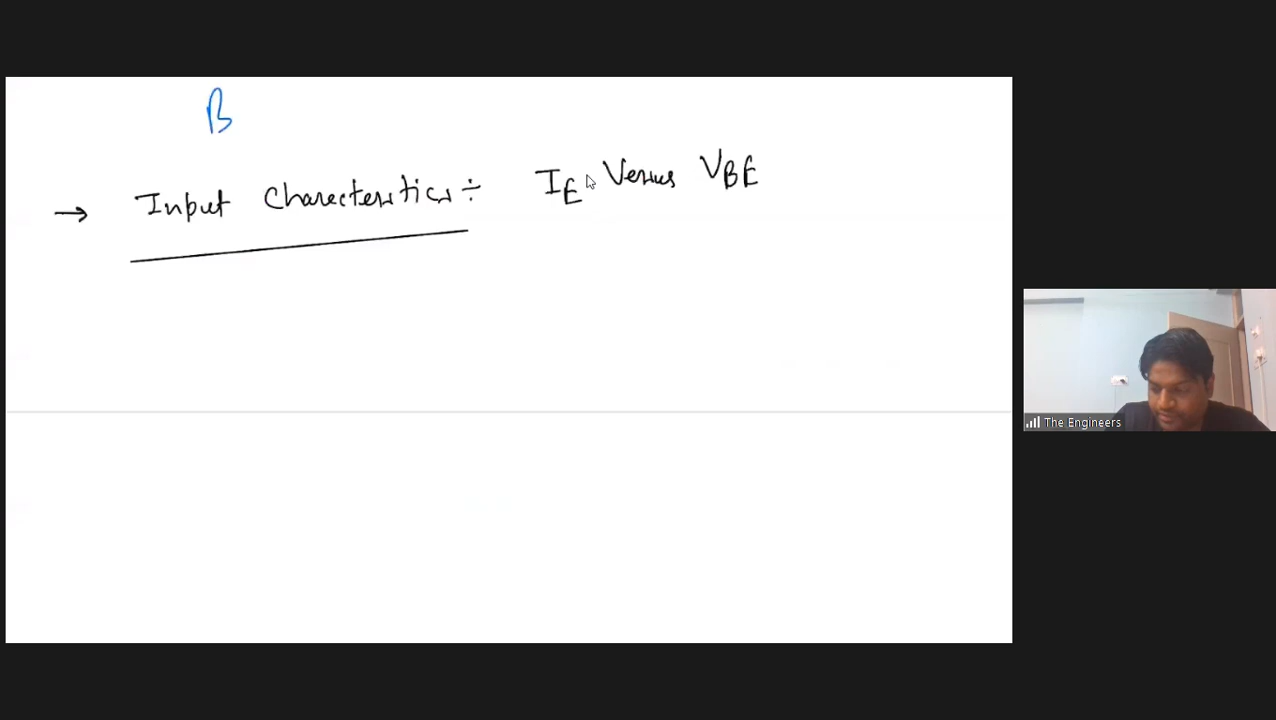 B
→ Input Characteristics ÷ IE Versus VBE
The Engineers